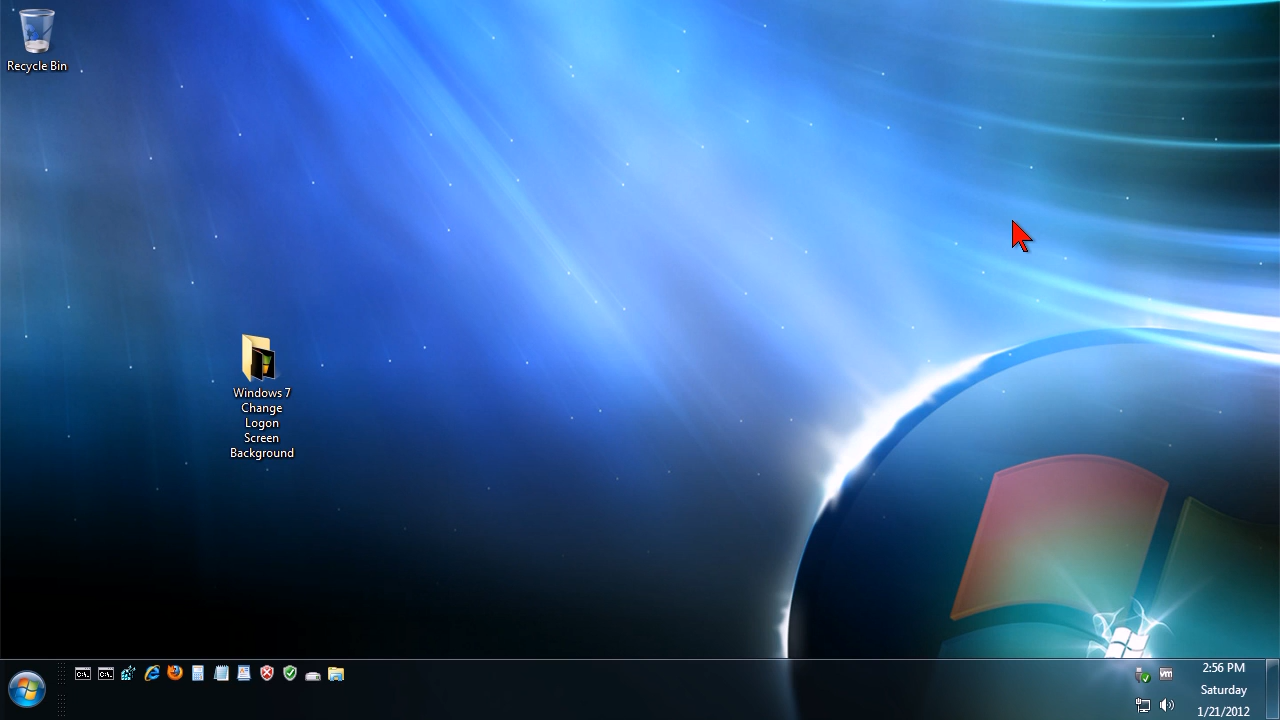 Recycle Bin
Windows 7
Change
Logon
Screen
Background
2:56 PM
Saturday
1/21/2012